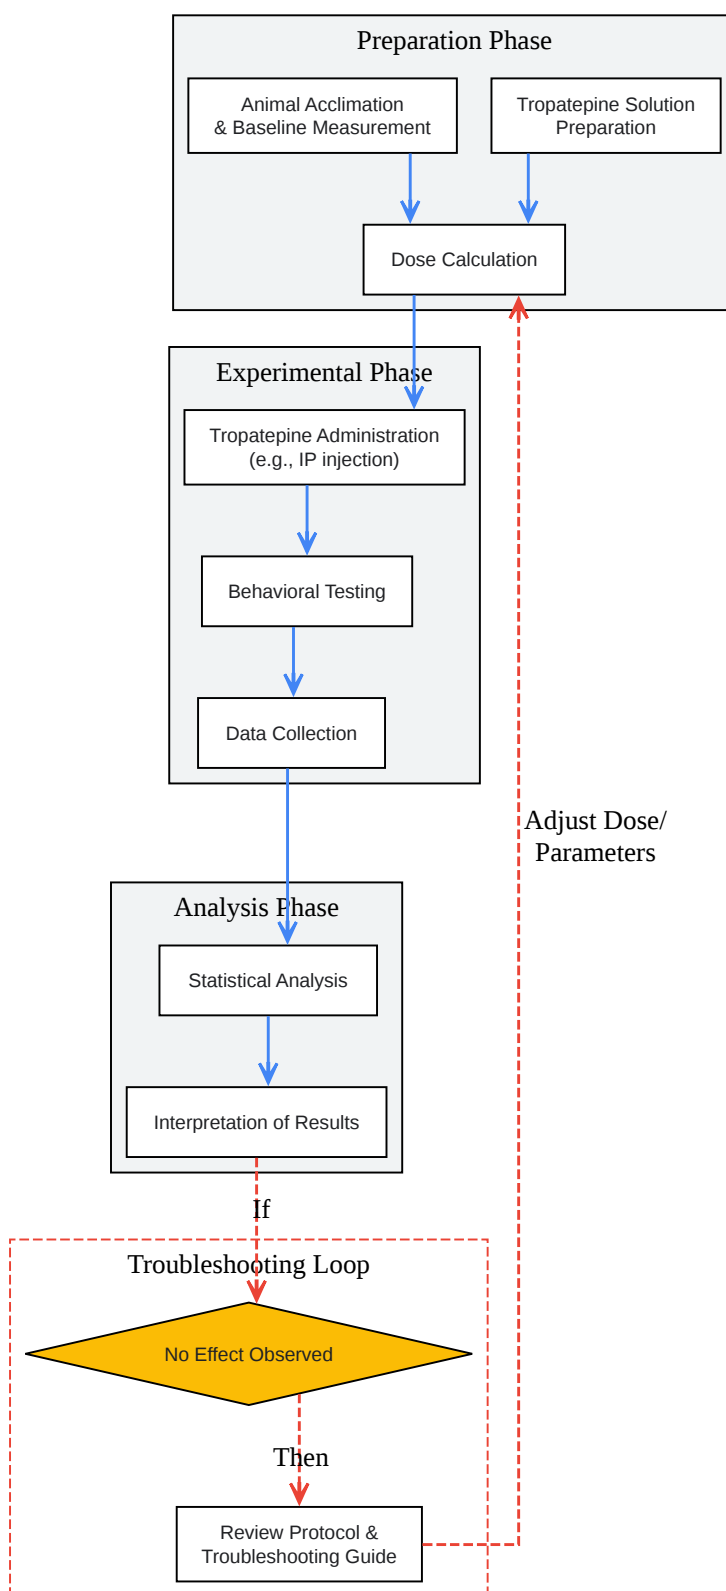 Preparation Phase
Animal Acclimation
& Baseline Measurement
Tropatepine Solution
Preparation
Dose Calculation
Experimental Phase
Tropatepine Administration
(e.g., IP injection)
Behavioral Testing
Data Collection
Adjust Dose/
Parameters
Analysis Phase
Statistical Analysis
Interpretation of Results
If
Troubleshooting Loop
No Effect Observed
Then
Review Protocol &
Troubleshooting Guide